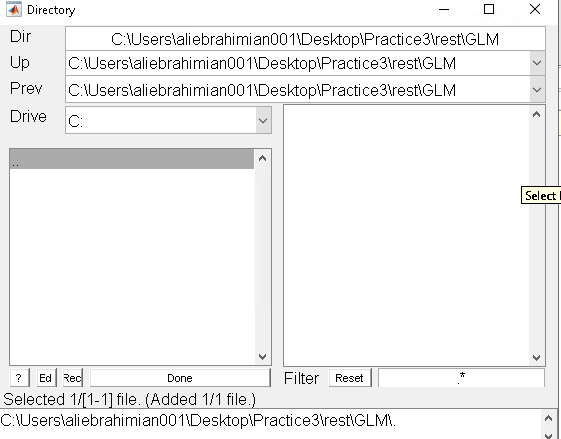 Directory
Dir C:\Users\aliebrahimian001\Desktop\Practice3\rest\GLM
Up C:\Users\aliebrahimian001\Desktop\Practice3\rest\GLM
Prev C:\Users\aliebrahimian001\Desktop\Practice3\rest\GLM
Drive C:
..
Select
? Ed Rec Done Filter Reset .*
Selected 1/[1-1] file. (Added 1/1 file.)
C:\Users\aliebrahimian001\Desktop\Practice3\rest\GLM\.